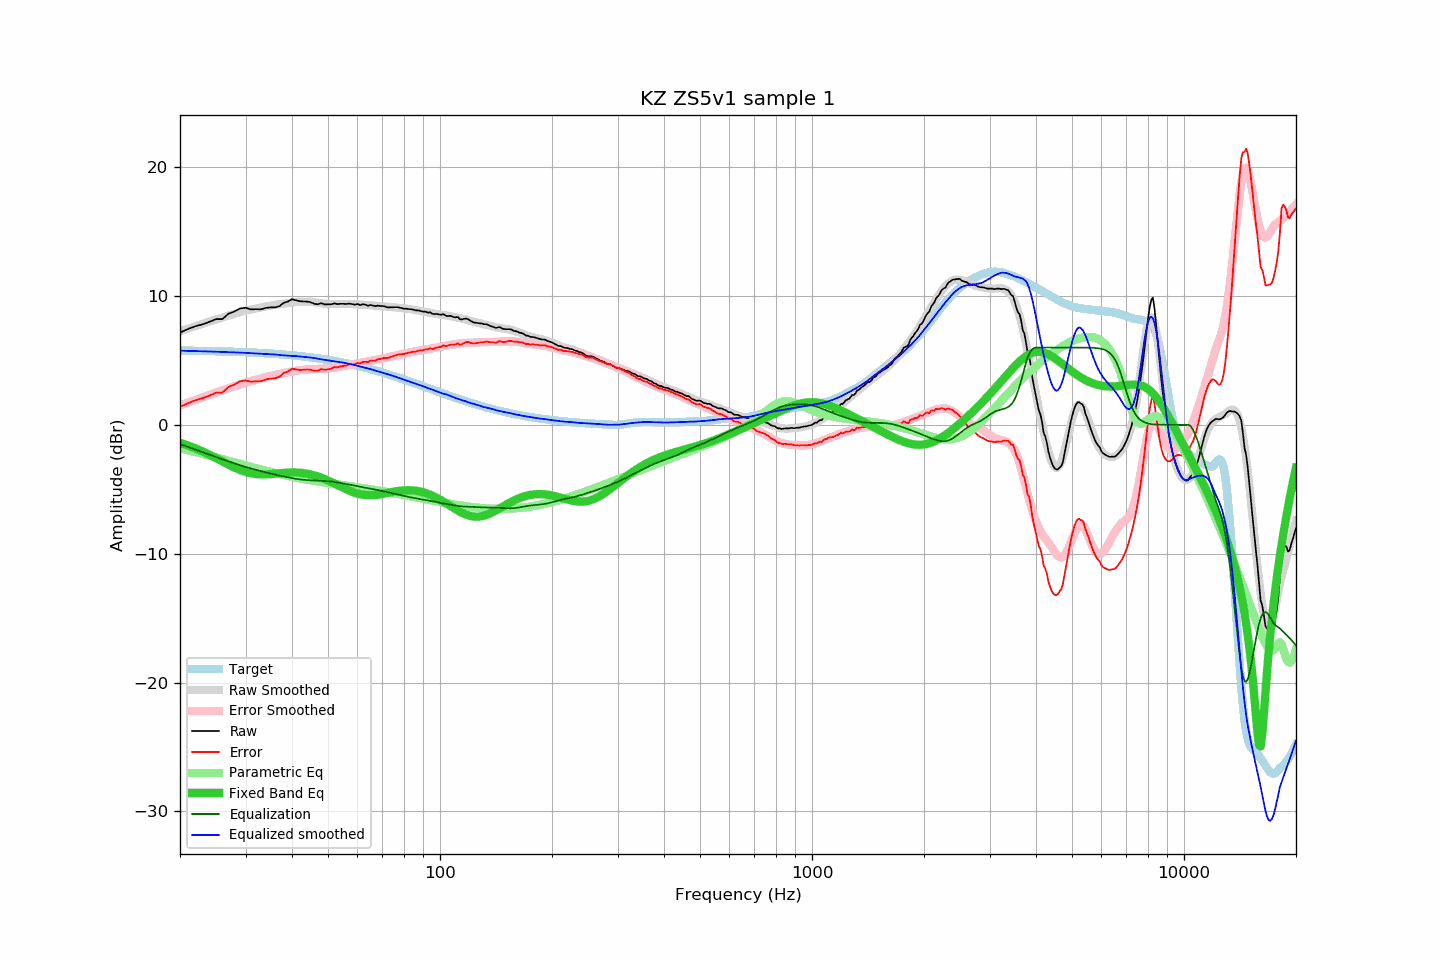 KZ ZS5v1 sample 1
20
10
0
−10
−20
−30
Amplitude (dBr)
Target
Raw Smoothed
Error Smoothed
Raw
Error
Parametric Eq
Fixed Band Eq
Equalization
Equalized smoothed
100 1000 10000
Frequency (Hz)